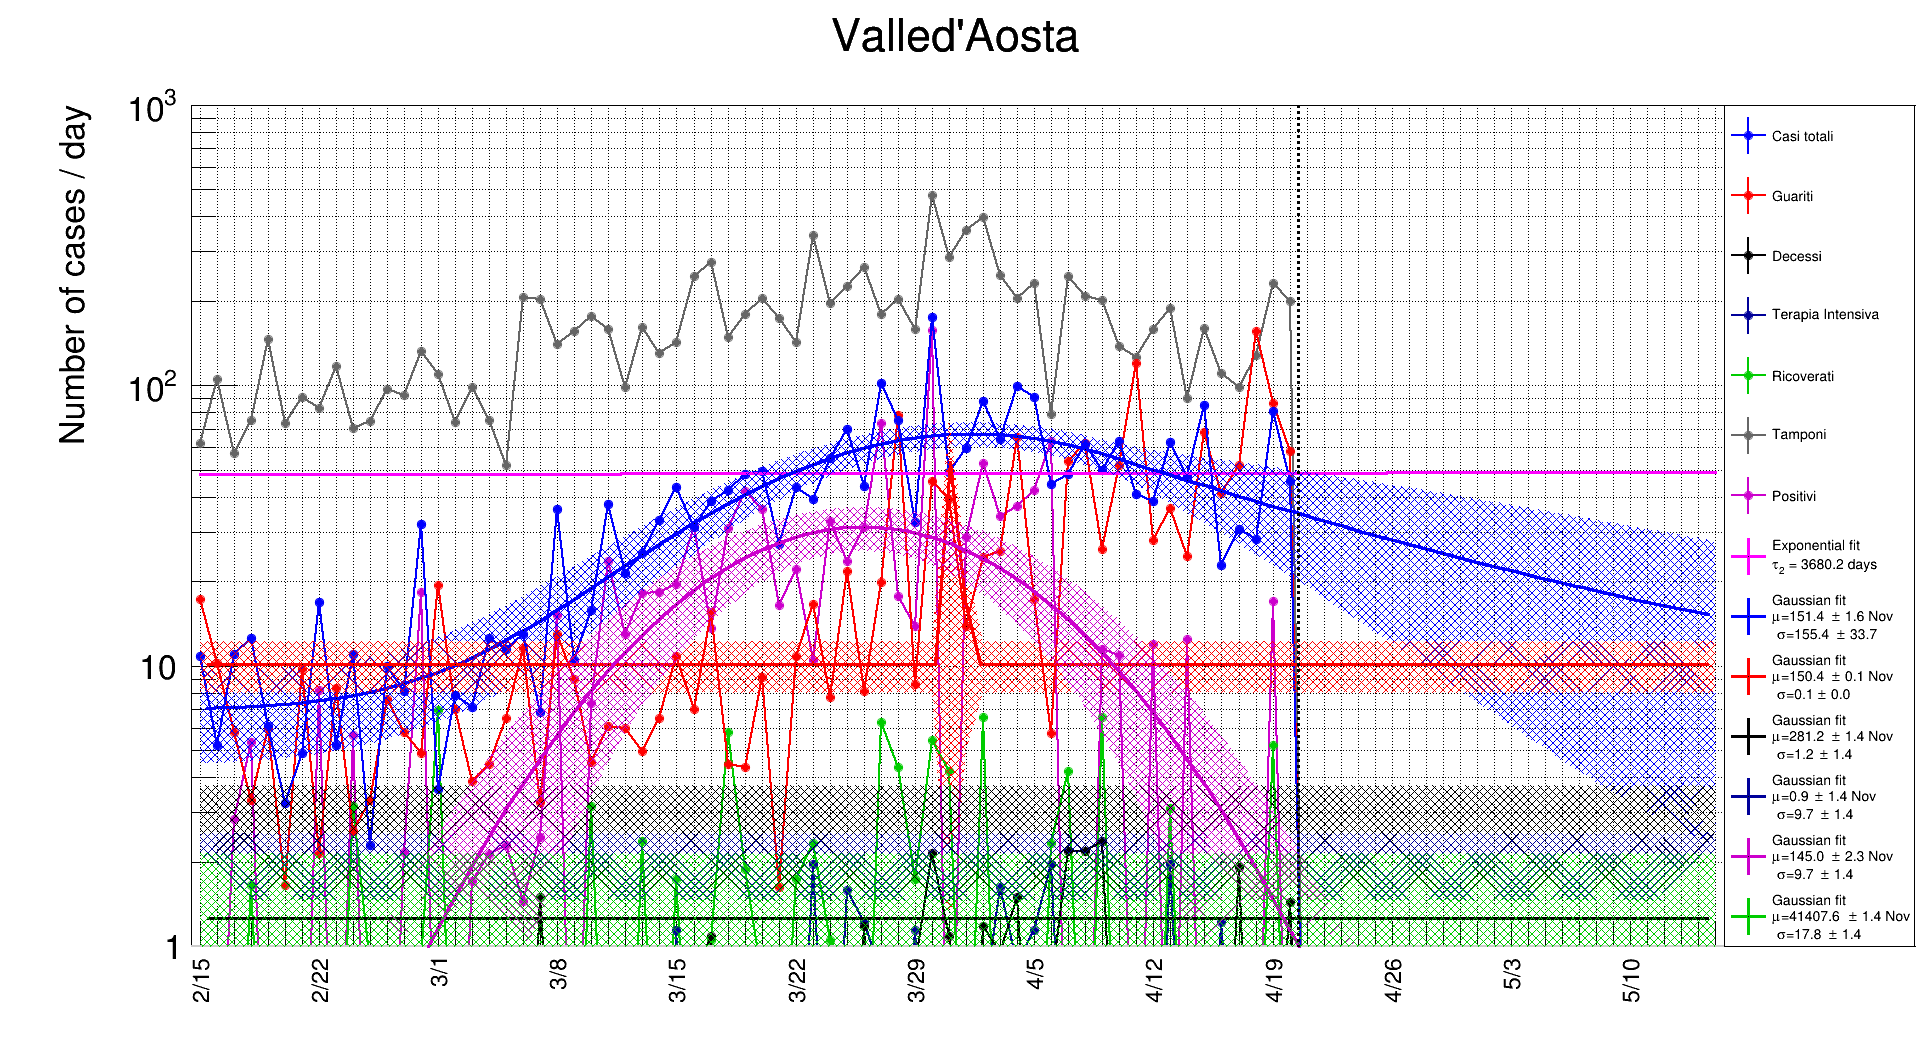 Valled'Aosta
Number of cases / day
10³
10²
10
1
2/15
2/22
3/1
3/8
3/15
3/22
3/29
4/5
4/12
4/19
4/26
5/3
5/10
Casi totali
Guariti
Decessi
Terapia Intensiva
Ricoverati
Tamponi
Positivi
Exponential fit
τ₂ = 3680.2 days
Gaussian fit
μ=151.4 ± 1.6 Nov
σ=155.4 ± 33.7
Gaussian fit
μ=150.4 ± 0.1 Nov
σ=0.1 ± 0.0
Gaussian fit
μ=281.2 ± 1.4 Nov
σ=1.2 ± 1.4
Gaussian fit
μ=0.9 ± 1.4 Nov
σ=9.7 ± 1.4
Gaussian fit
μ=145.0 ± 2.3 Nov
σ=9.7 ± 1.4
Gaussian fit
μ=41407.6 ± 1.4 Nov
σ=17.8 ± 1.4